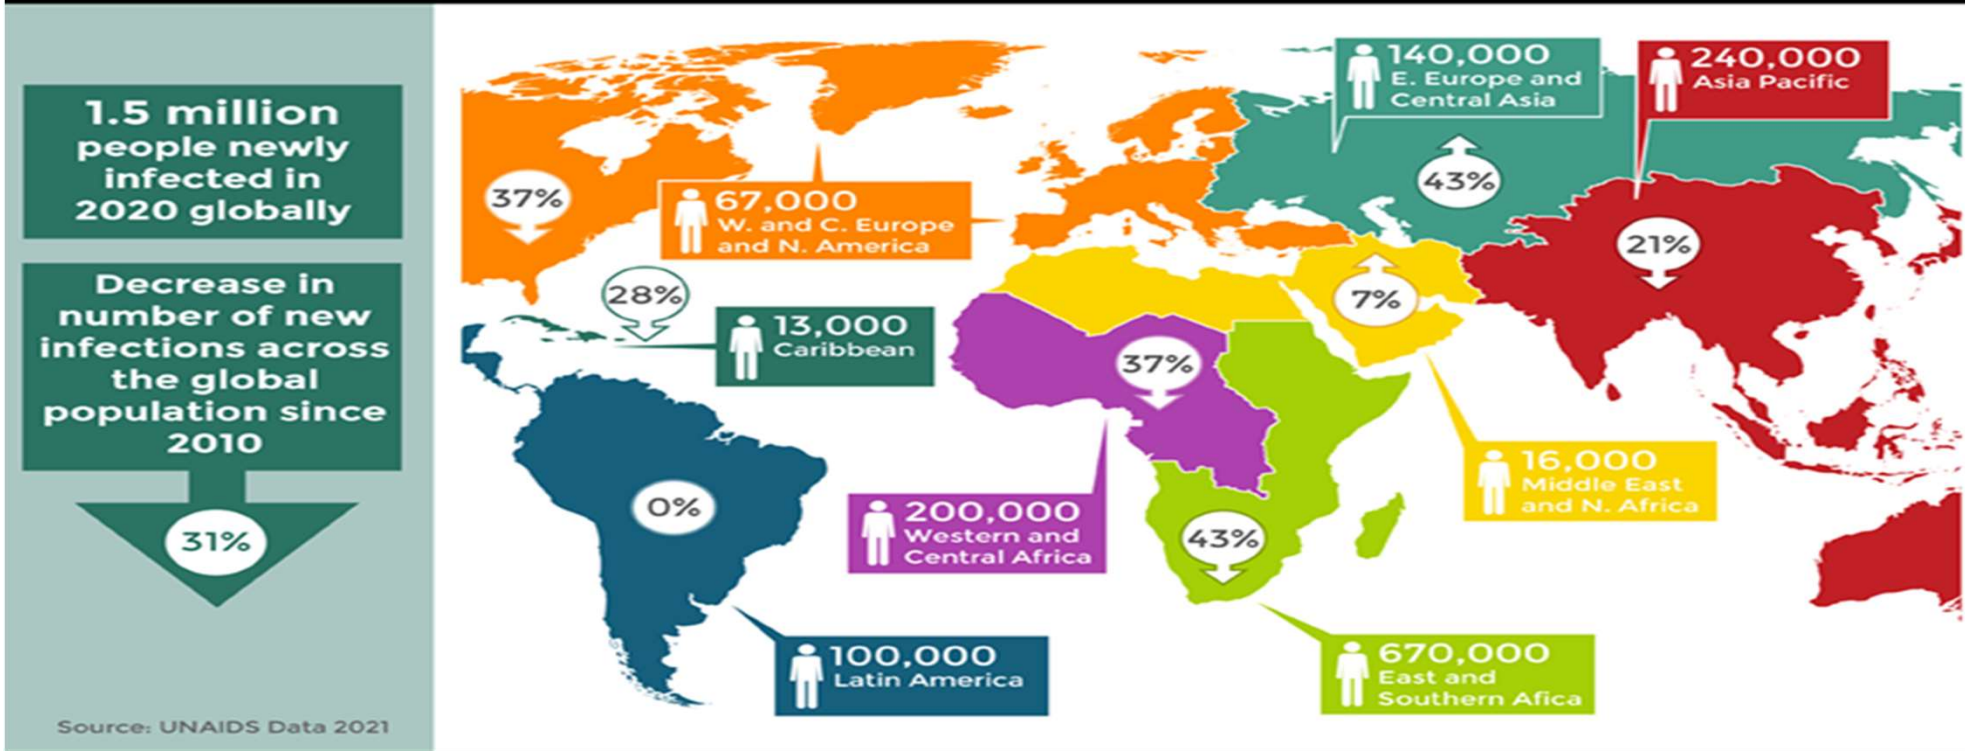 1.5 million
people newly
infected in
2020 globally
Decrease in
number of new
infections across
the global
population since
2010
31%
Source: UNAIDS Data 2021
140,000
E. Europe and
Central Asia
240,000
Asia Pacific
43%
37%
67,000
W. and C. Europe
and N. America
21%
28%
13,000
Caribbean
7%
37%
16,000
Middle East
and N. Africa
0%
200,000
Western and
Central Africa
43%
100,000
Latin America
670,000
East and
Southern Afica